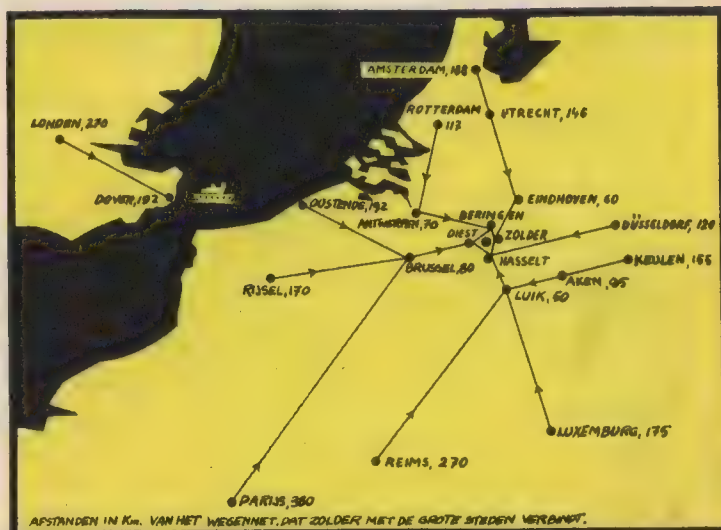 AMSTERDAM, 188
ROTTERDAM
113
UTRECHT, 146
LONDEN, 270
DOVER, 192
OOSTENDE, 192
EINDHOVEN, 60
ANTWERPEN, 70
BERINGEN
DÜSSELDORF, 120
DIEST
ZOLDER
HASSELT
BRUSSEL, 80
KEULEN, 166
AKEN, 95
RIJSEL, 170
LUIK, 60
LUXEMBURG, 175
REIMS, 270
PARIJS, 380
AFSTANDEN IN Km. VAN HET WEGENNET, DAT ZOLDER MET DE GROTE STEDEN VERBINDT.